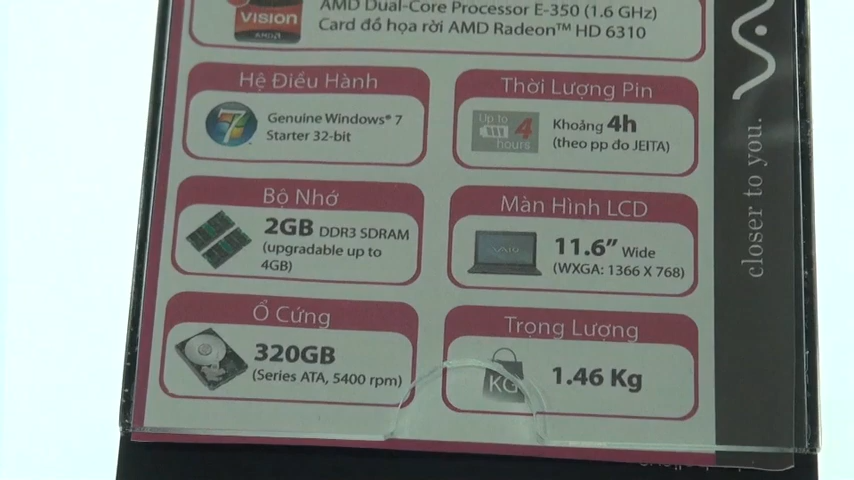 VISION
AMD
AMD Dual-Core Processor E-350 (1.6 GHz)
Card đồ họa rời AMD Radeon™ HD 6310
Hệ Điều Hành
Genuine Windows® 7
Starter 32-bit
Thời Lượng Pin
Up to 4
hours
Khoảng 4h
(theo pp đo JEITA)
Bộ Nhớ
2GB DDR3 SDRAM
(upgradable up to
4GB)
Màn Hình LCD
VAIO
11.6” Wide
(WXGA: 1366 X 768)
Ổ Cứng
320GB
(Series ATA, 5400 rpm)
Trọng Lượng
KG
1.46 Kg
closer to you.